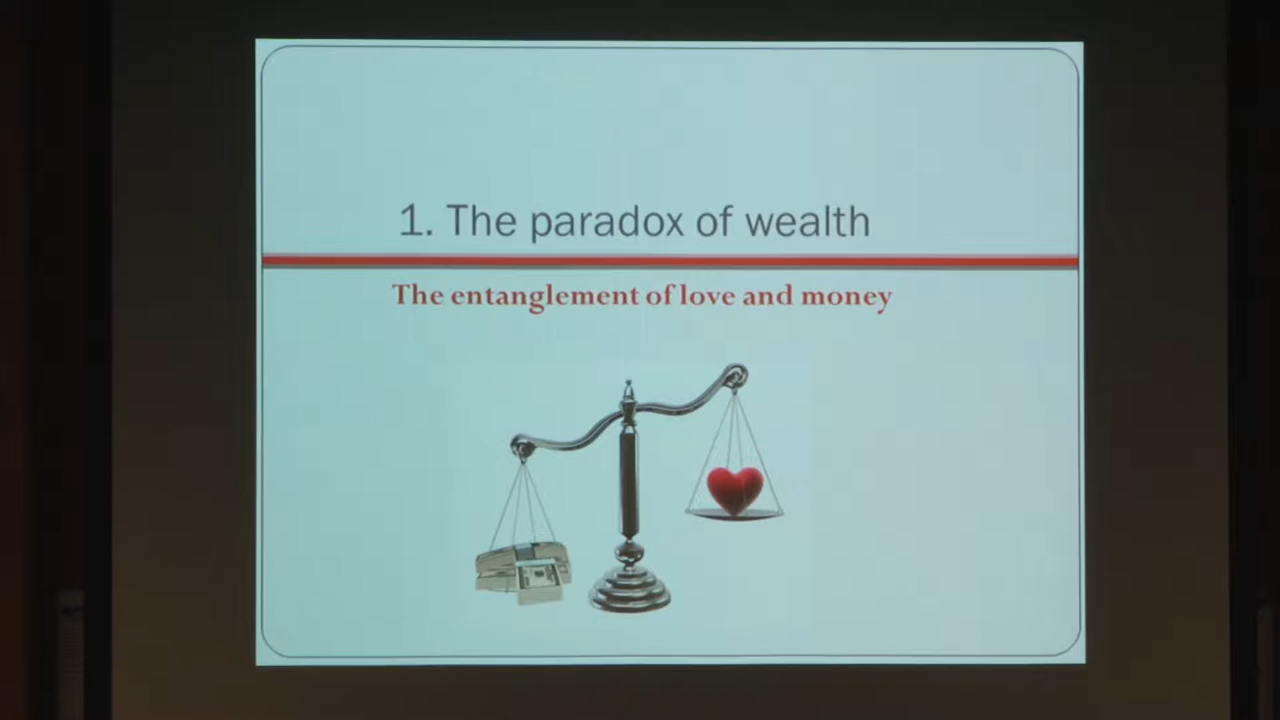 1. The paradox of wealth
The entanglement of love and money